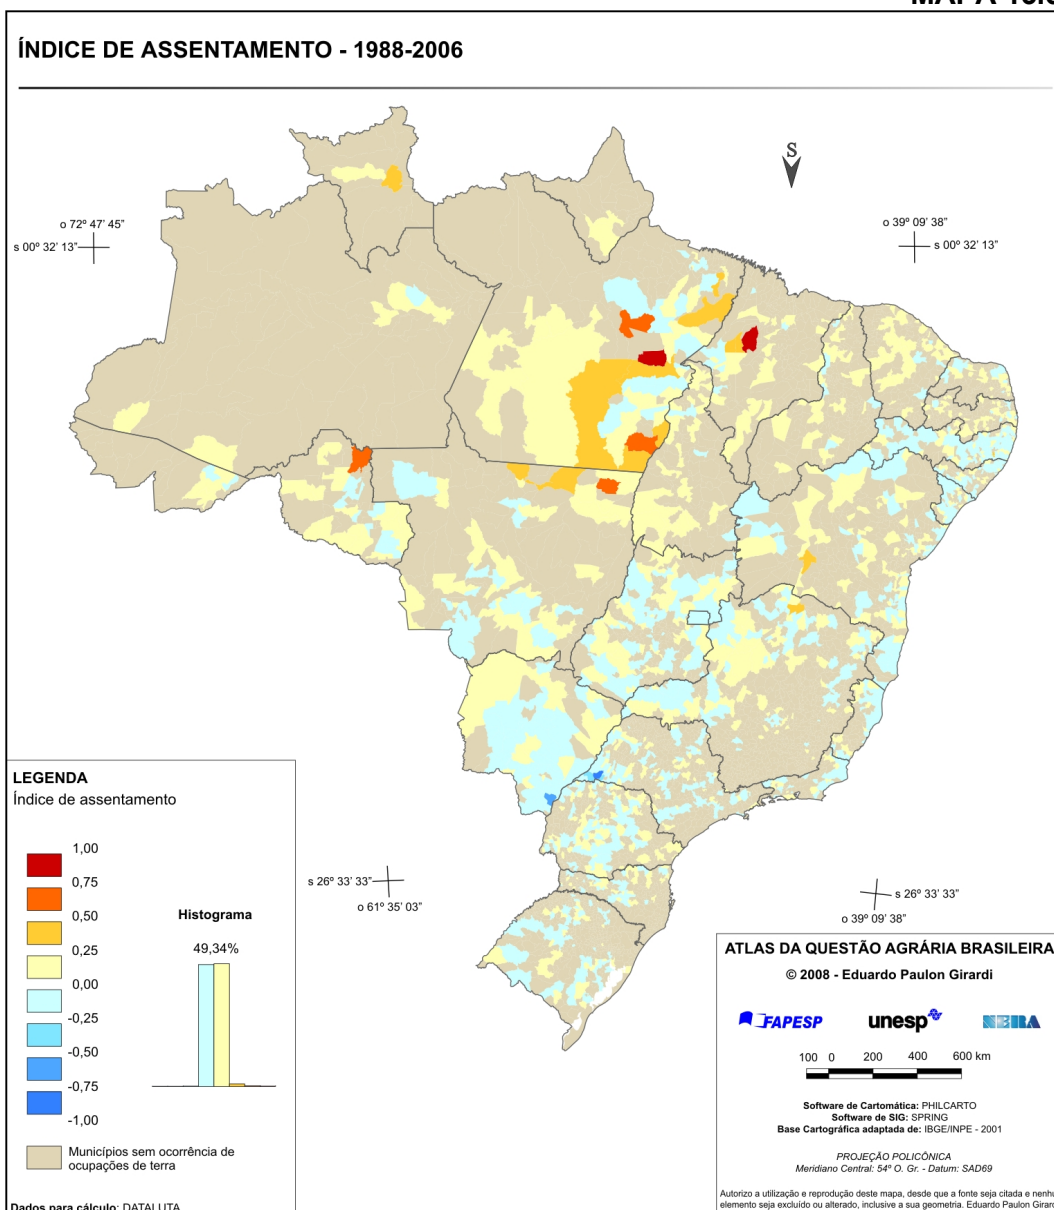 ÍNDICE DE ASSENTAMENTO - 1988-2006
S
o 72º 47' 45”
s 00º 32' 13”
o 39º 09' 38”
s 00º 32' 13”
LEGENDA
Índice de assentamento
1,00
0,75
0,50
0,25
0,00
-0,25
-0,50
-0,75
-1,00
Histograma
49,34%
Municípios sem ocorrência de
ocupações de terra
Dados para cálculo: DATALUTA
s 26º 33' 33”
o 61º 35' 03”
s 26º 33' 33”
o 39º 09' 38”
ATLAS DA QUESTÃO AGRÁRIA BRASILEIRA
© 2008 - Eduardo Paulon Girardi
FAPESP unesp NERA
100 0 200 400 600 km
Software de Cartomática: PHILCARTO
Software de SIG: SPRING
Base Cartográfica adaptada de: IBGE/INPE - 2001
PROJEÇÃO POLICÔNICA
Meridiano Central: 54º O. Gr. - Datum: SAD69
Autorizo a utilização e reprodução deste mapa, desde que a fonte seja citada e
elemento seja excluído ou alterado, inclusive a sua geometria. Eduardo Paulon